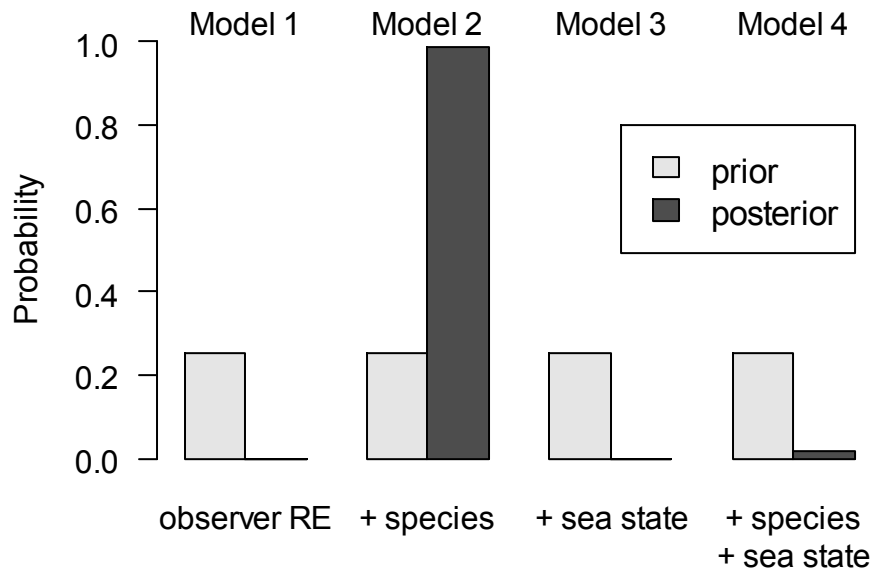 Model 1 Model 2 Model 3 Model 4
1.0
0.8
0.6
0.4
0.2
0.0
Probability
prior
posterior
observer RE + species + sea state + species
+ sea state